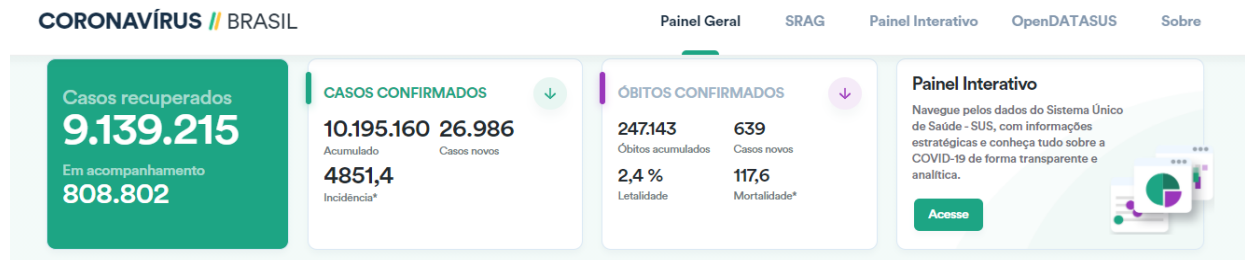 CORONAVÍRUS // BRASIL
Painel Geral
SRAG
Painel Interativo
OpenDATASUS
Sobre
Casos recuperados
9.139.215
Em acompanhamento
808.802
CASOS CONFIRMADOS
10.195.160 26.986
Acumulado Casos novos
4851,4
Incidência*
ÓBITOS CONFIRMADOS
247.143 639
Óbitos acumulados Casos novos
2,4 % 117,6
Letalidade Mortalidade*
Painel Interativo
Navegue pelos dados do Sistema Único
de Saúde - SUS, com informações
estratégicas e conheça tudo sobre a
COVID-19 de forma transparente e
analítica.
Acesse